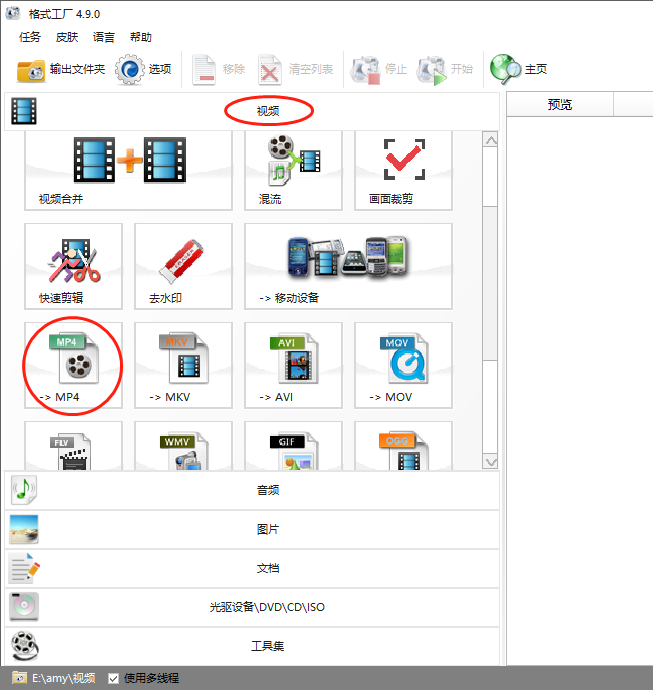 格式工厂 4.9.0
任务 皮肤 语言 帮助
输出文件夹 选项 移除 清空列表 停止 开始 主页
视频
预览
视频合并 混流 画面裁剪
快速剪辑 去水印 -> 移动设备
MP4 MKV AVI MOV
-> MP4 -> MKV -> AVI -> MOV
FLV WMV GIF OGG
音频
图片
文档
光驱设备\DVD\CD\ISO
工具集
E:\amy\视频 使用多线程